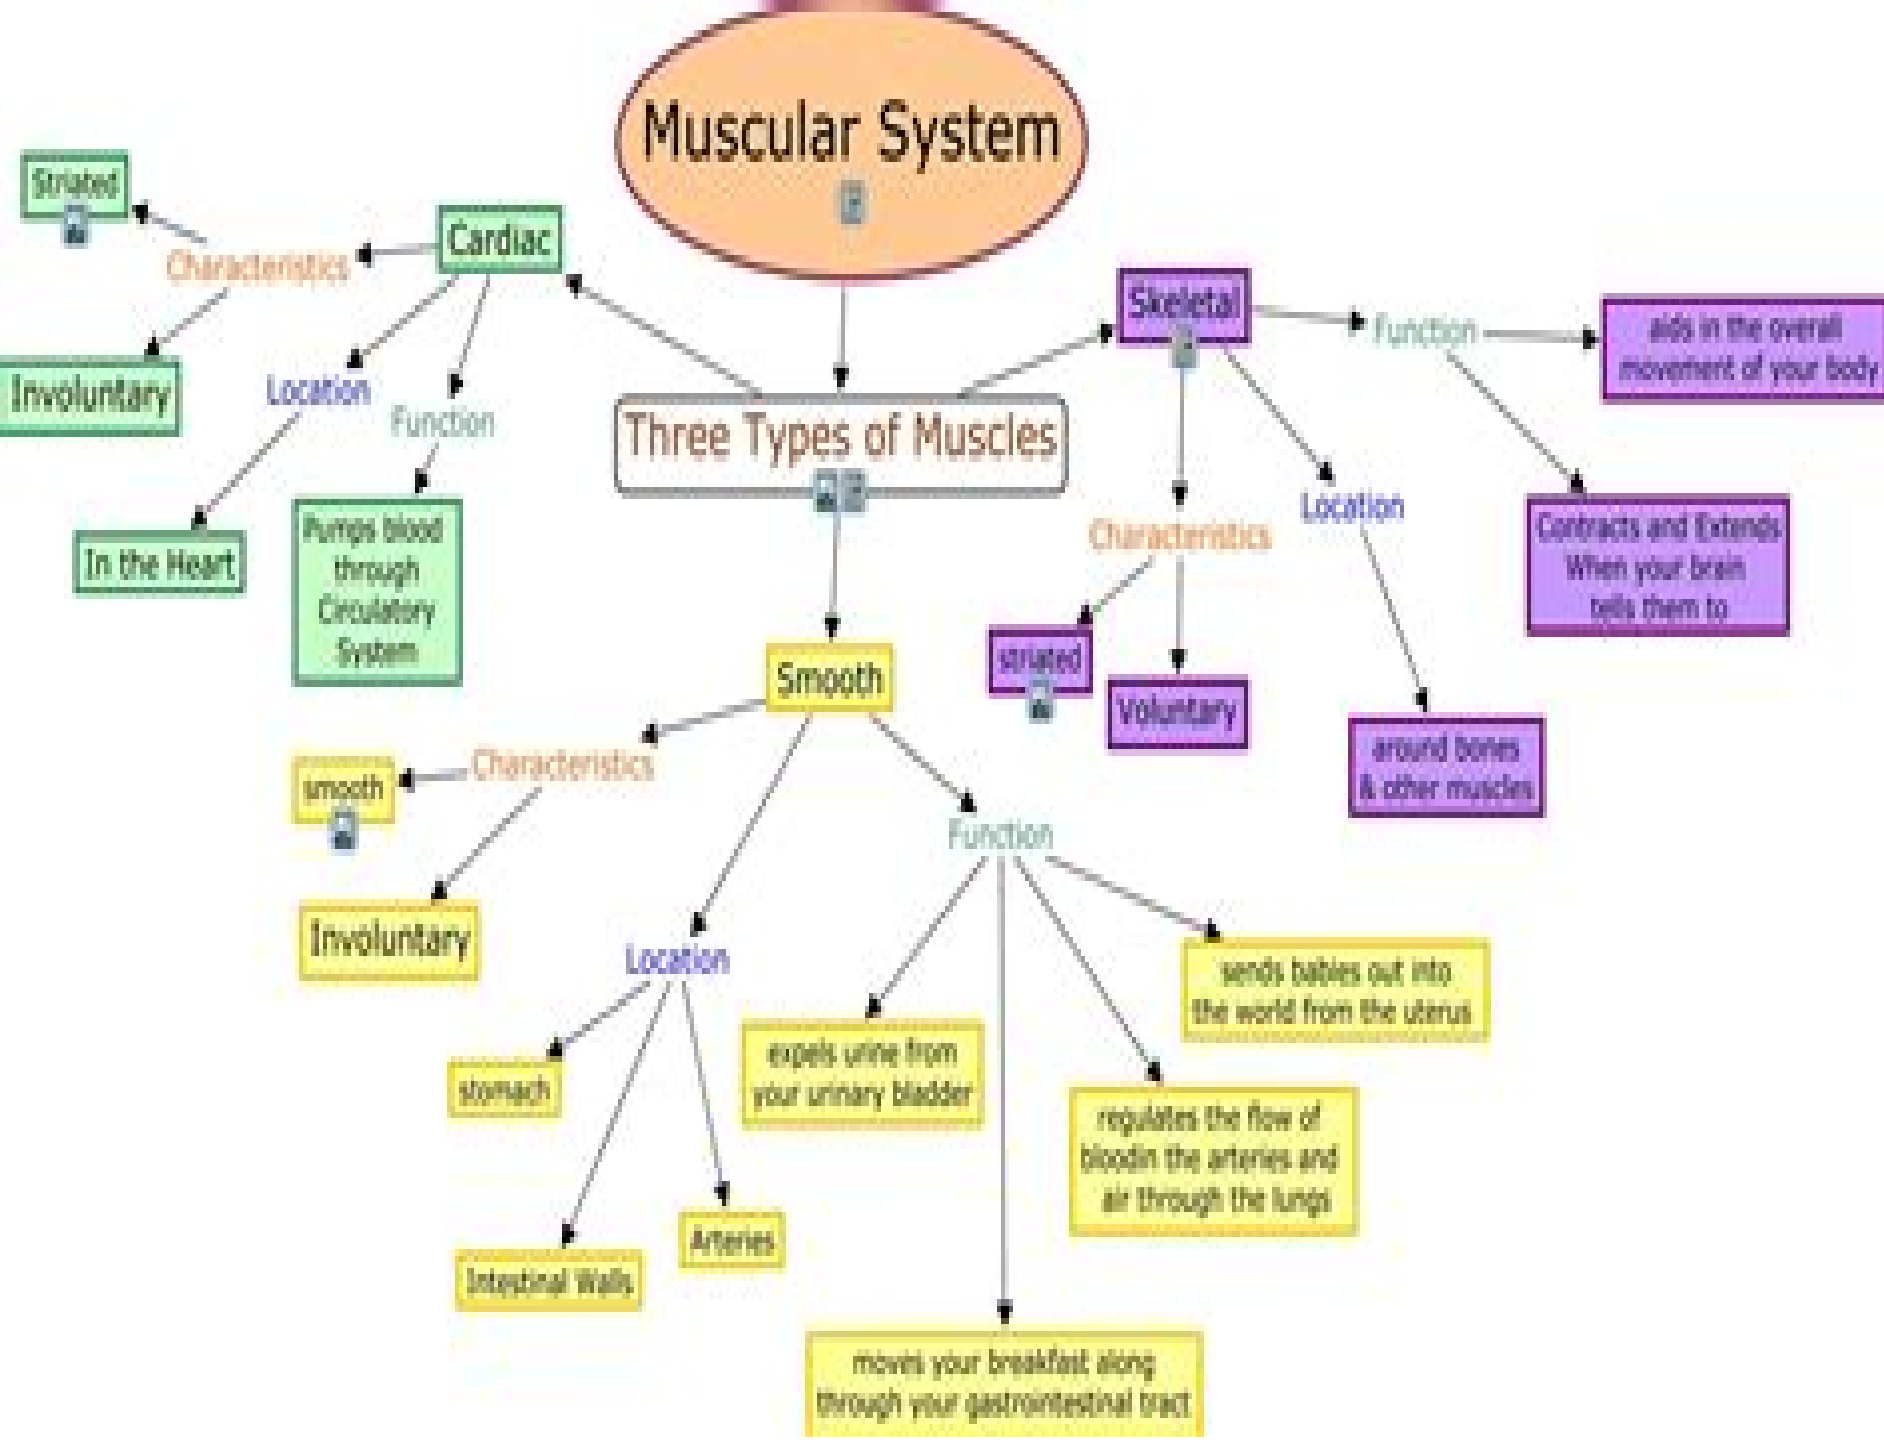 Muscular System
Striated
Cardiac
Characteristics
Involuntary
Location
Function
In the Heart
Pumps blood
through
Circulatory
System
Three Types of Muscles
Skeletal
Function
aids in the overall
movement of your body
Contracts and Extends
When your brain
tells them to
Location
around bones
& other muscles
Characteristics
striated
Voluntary
Smooth
Characteristics
smooth
Involuntary
Location
stomach
Intestinal Walls
Arteries
Function
expels urine from
your urinary bladder
moves your breakfast along
through your gastrointestinal tract
regulates the flow of
bloodin the arteries and
air through the lungs
sends babies out into
the world from the uterus